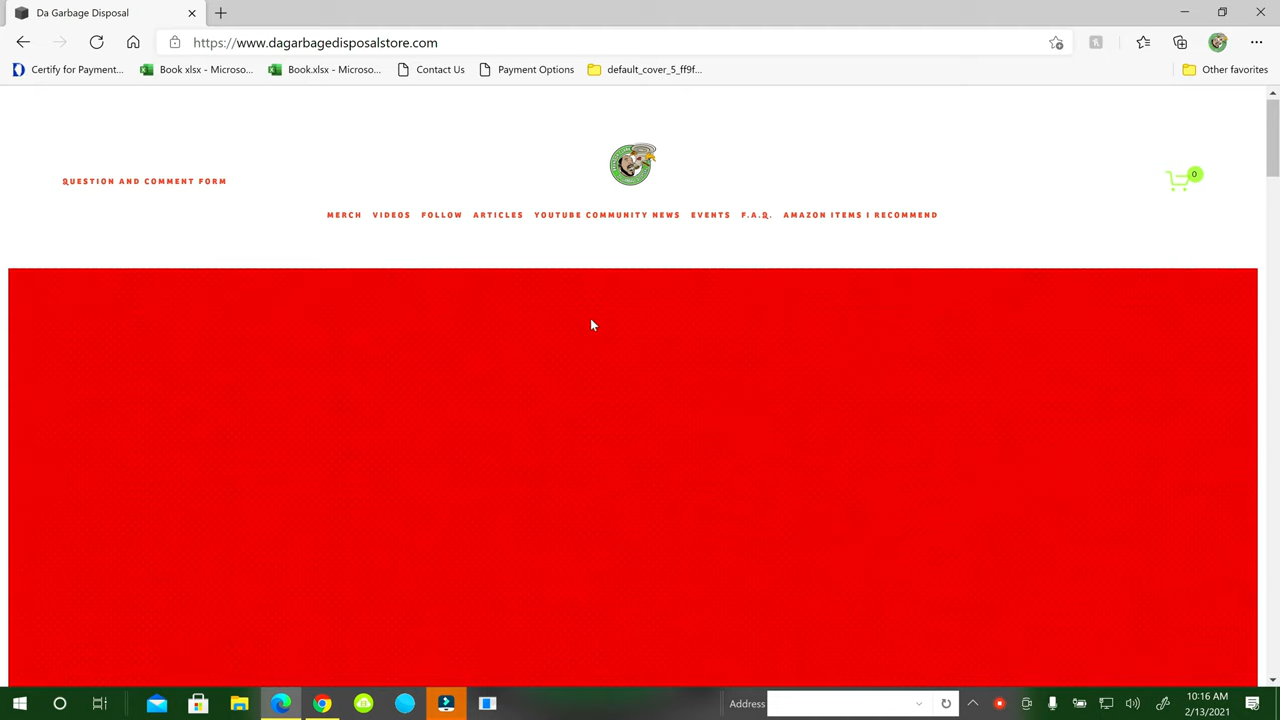 Da Garbage Disposal
https://www.dagarbagedisposalstore.com
Certify for Payment... Book xlsx - Microso... Book.xlsx - Microso... Contact Us Payment Options default_cover_5_ff9f... Other favorites
QUESTION AND COMMENT FORM
0
MERCH VIDEOS FOLLOW ARTICLES YOUTUBE COMMUNITY NEWS EVENTS F.A.Q. AMAZON ITEMS I RECOMMEND
Address
10:16 AM
2/13/2021